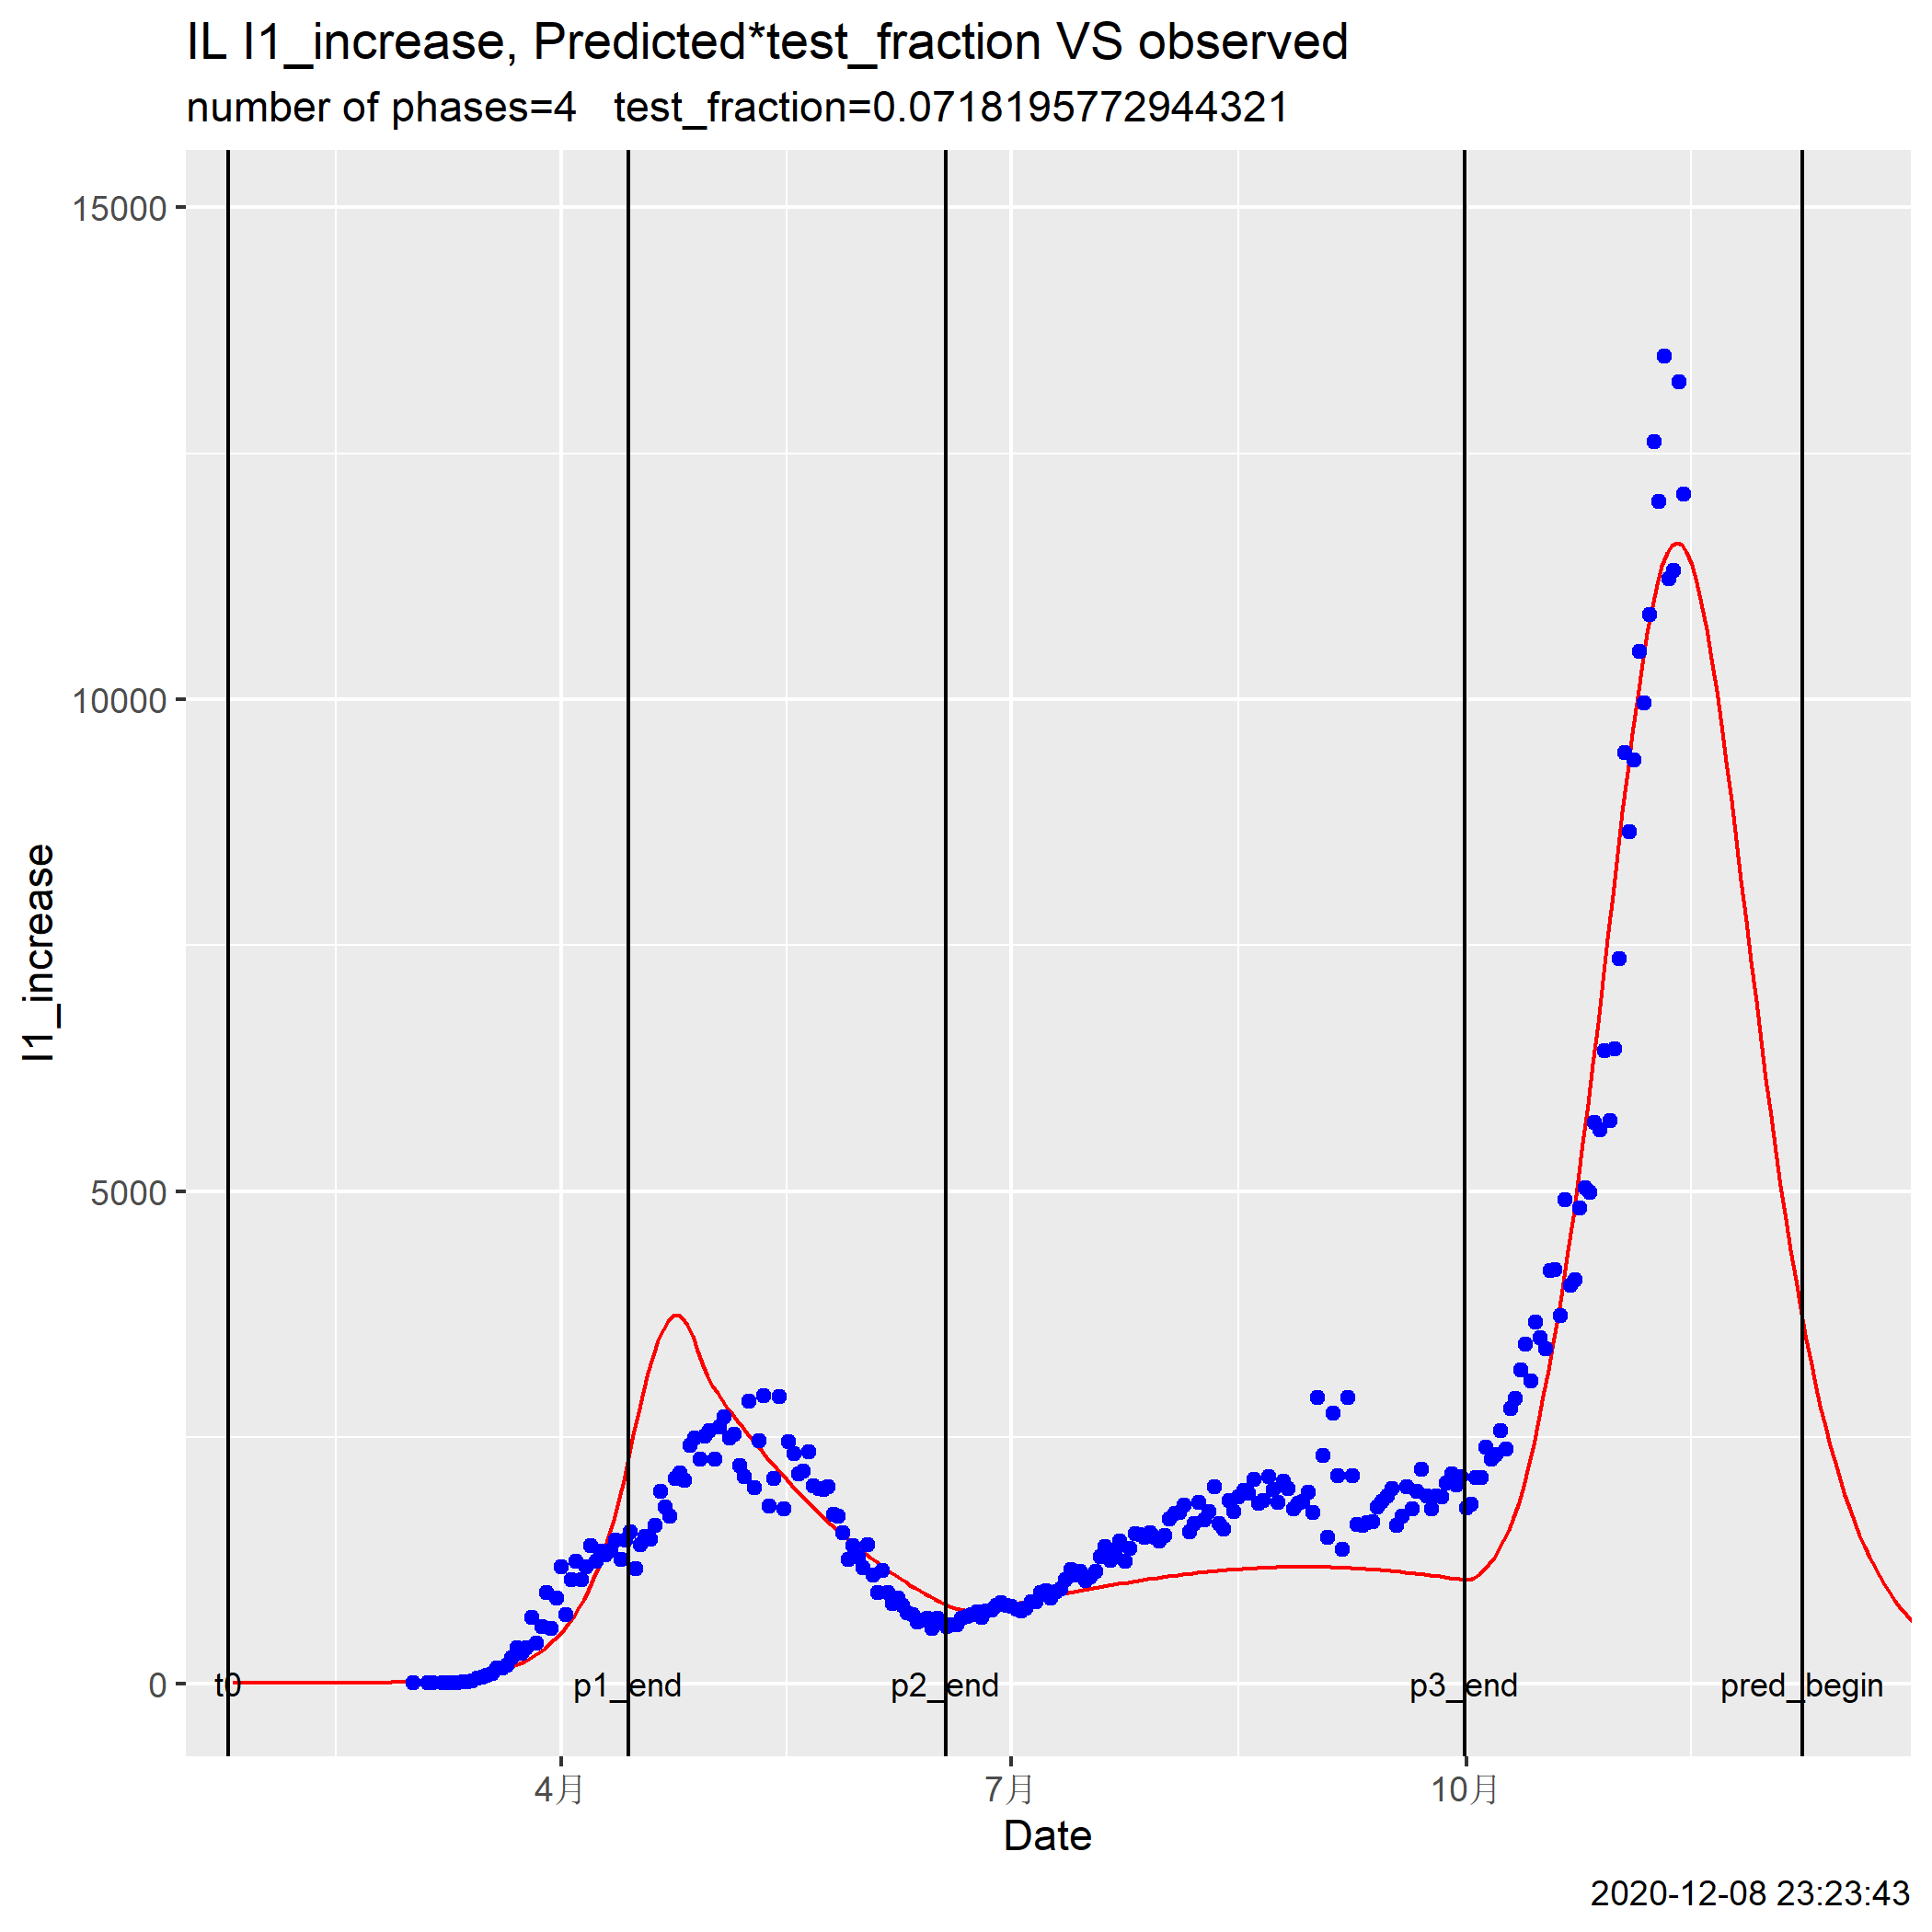 IL I1_increase, Predicted*test_fraction VS observed
number of phases=4   test_fraction=0.0718195772944321
15000
10000
5000
0
I1_increase
t0
p1_end
p2_end
p3_end
pred_begin
4月
7月
10月
Date
2020-12-08 23:23:43